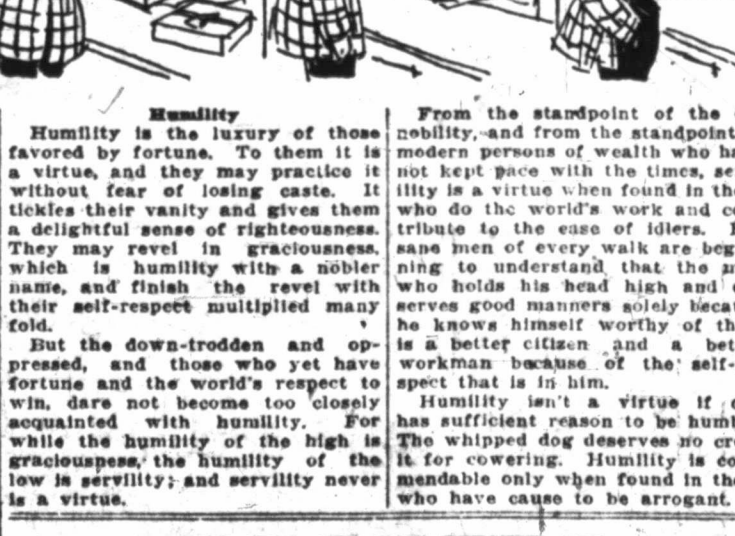 Humility
Humility is the luxury of those
favored by fortune. To them it is
a virtue, and they may practice it
without fear of losing caste. It
tickles their vanity and gives them
a delightful sense of righteousness.
They may revel in graciousness,
which is humility with a nobler
name, and finish the revel with
their self-respect multiplied many
fold.
But the down-trodden and op-
pressed, and those who yet have
fortune and the world's respect to
win, dare not become too closely
acquainted with humility. For
while the humility of the high is
graciouspess, the humility of the
low is servility; and servility never
is a virtue.
From the standpoint of the
nobility, and from the standpoint
modern persons of wealth who ha
not kept pace with the times, se
ility is a virtue when found in the
who do the world's work and co
tribute to the ease of idlers.
sane men of every walk are beg
ning to understand that the m
who holds his head high and
serves good manners solely becau
he knows himself worthy of th
is a better citizen and a bet
workman because of the self-
spect that is in him.
Humility isn't a virtue if
has sufficient reason to be humb
The whipped dog deserves no cre
it for cowering. Humility is co
mendable only when found in tho
who have cause to be arrogant.